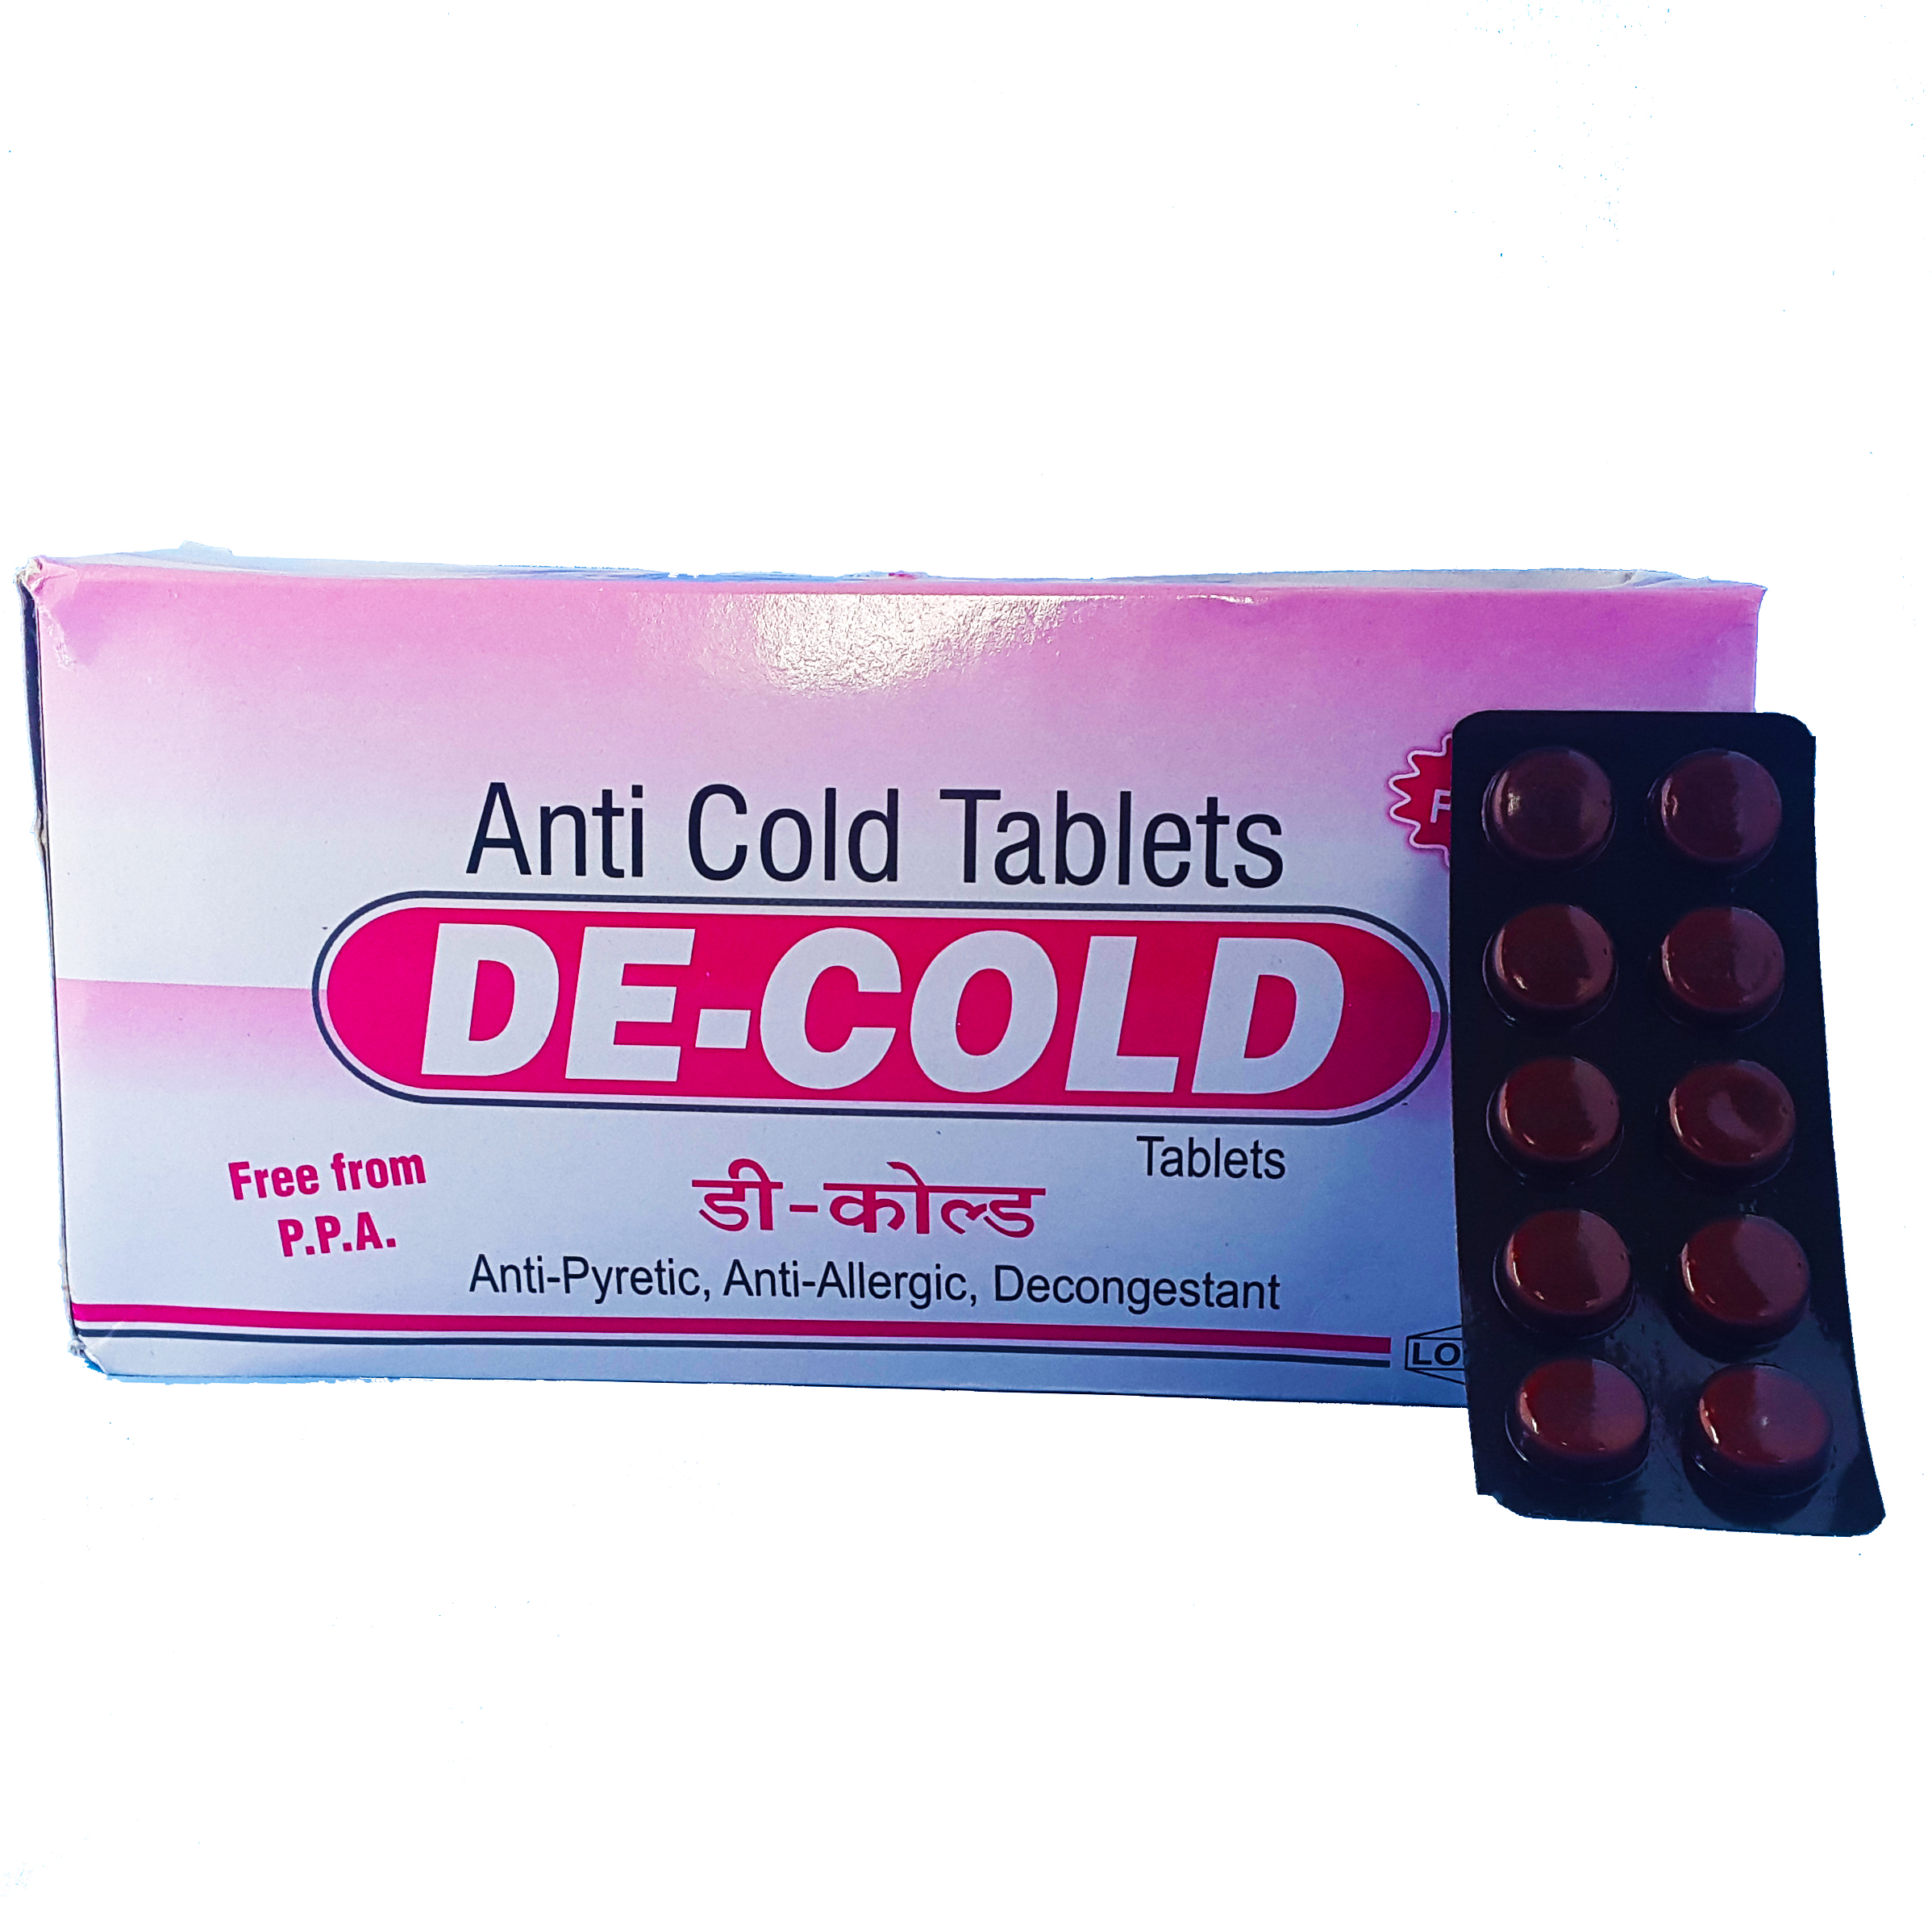 Anti Cold Tablets
DE-COLD
Tablets
Free from
P.P.A.
डी-कोल्ड
Anti-Pyretic, Anti-Allergic, Decongestant